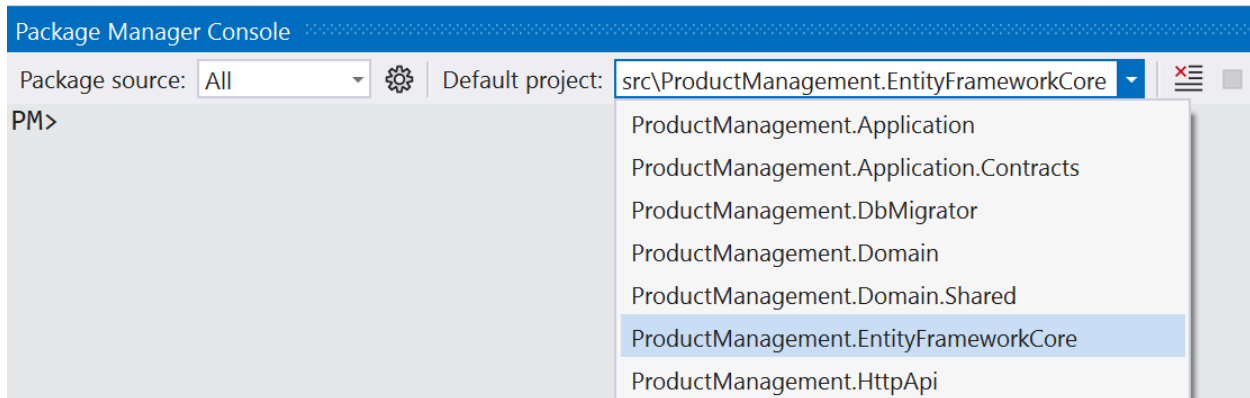 Package Manager Console
Package source: All Default project: src\ProductManagement.EntityFrameworkCore
PM>
ProductManagement.Application
ProductManagement.Application.Contracts
ProductManagement.DbMigrator
ProductManagement.Domain
ProductManagement.Domain.Shared
ProductManagement.EntityFrameworkCore
ProductManagement.HttpApi